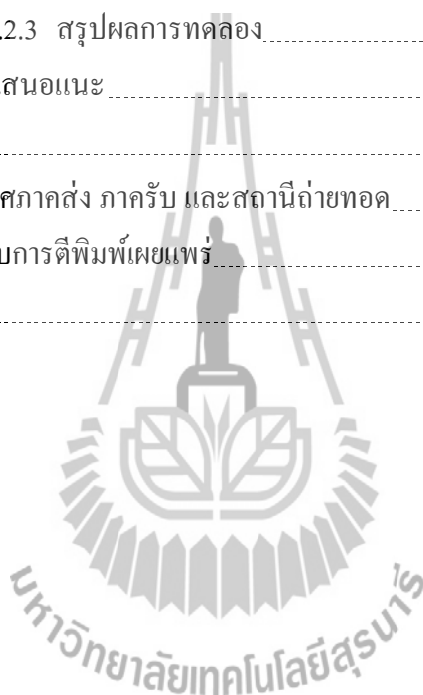 .2.3 สรุปผลการทดลอง
สนอแนะ
ศภาคส่ง ภาครับ และสถานีถ่ายทอด
บการตีพิมพ์เผยแพร่
มหาวิทยาลัยเทคโนโลยีสุรนารี